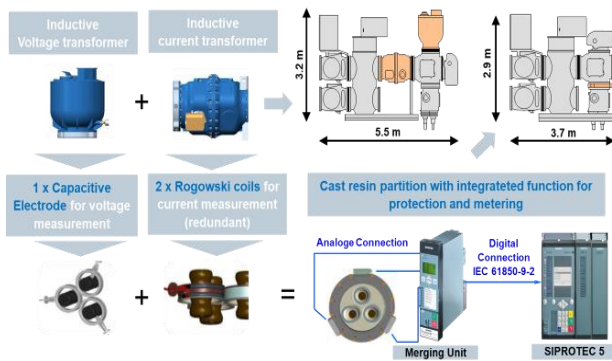 Inductive
Voltage transformer
Inductive
current transformer
+
3.2 m
5.5 m
2.9 m
3.7 m
1 x Capacitive
Electrode for voltage
measurement
2 x Rogowski coils for
current measurement
(redundant)
Cast resin partition with integrateted function for
protection and metering
+
=
Analoge Connection
Digital
Connection
IEC 61850-9-2
Merging Unit
SIPROTEC 5